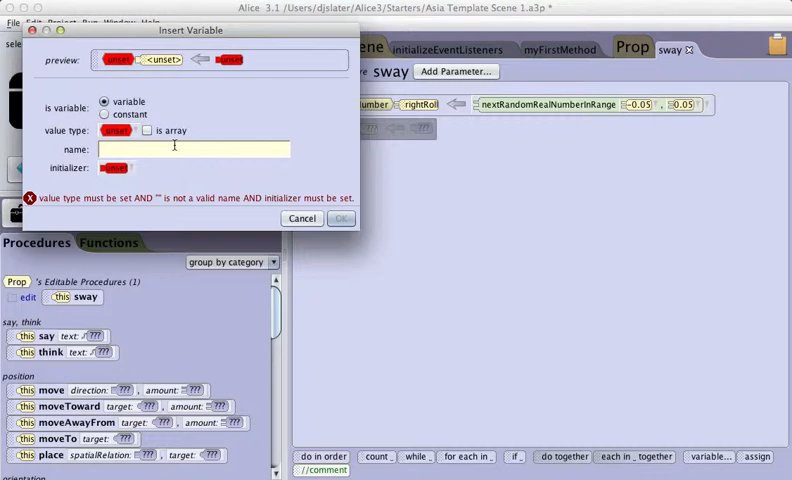 Alice 3.1 /Users/djslater/Alice3/Starters/Asia Template Scene 1.a3p *
File Edit Project Run Window Help
Insert Variable
preview: unset <unset> unset
is variable: variable
constant
value type: unset is array
name:
initializer: unset
X value type must be set AND "" is not a valid name AND initializer must be set.
Cancel OK
initializeEventListeners myFirstMethod Prop sway
sway Add Parameter...
rightRoll nextRandomRealNumberInRange -0.05 , 0.05
???
Procedures Functions
group by category
Prop 's Editable Procedures (1)
edit this sway
say, think
this say text: ???
this think text: ???
position
this move direction: ??? , amount: ???
this moveToward target: ??? , amount: ???
this moveAwayFrom target: ??? , amount: ???
this moveTo target: ???
this place spatialRelation: ??? , target: ???
do in order count _ while _ for each in _ if _ do together each in _ together variable... assign
//comment